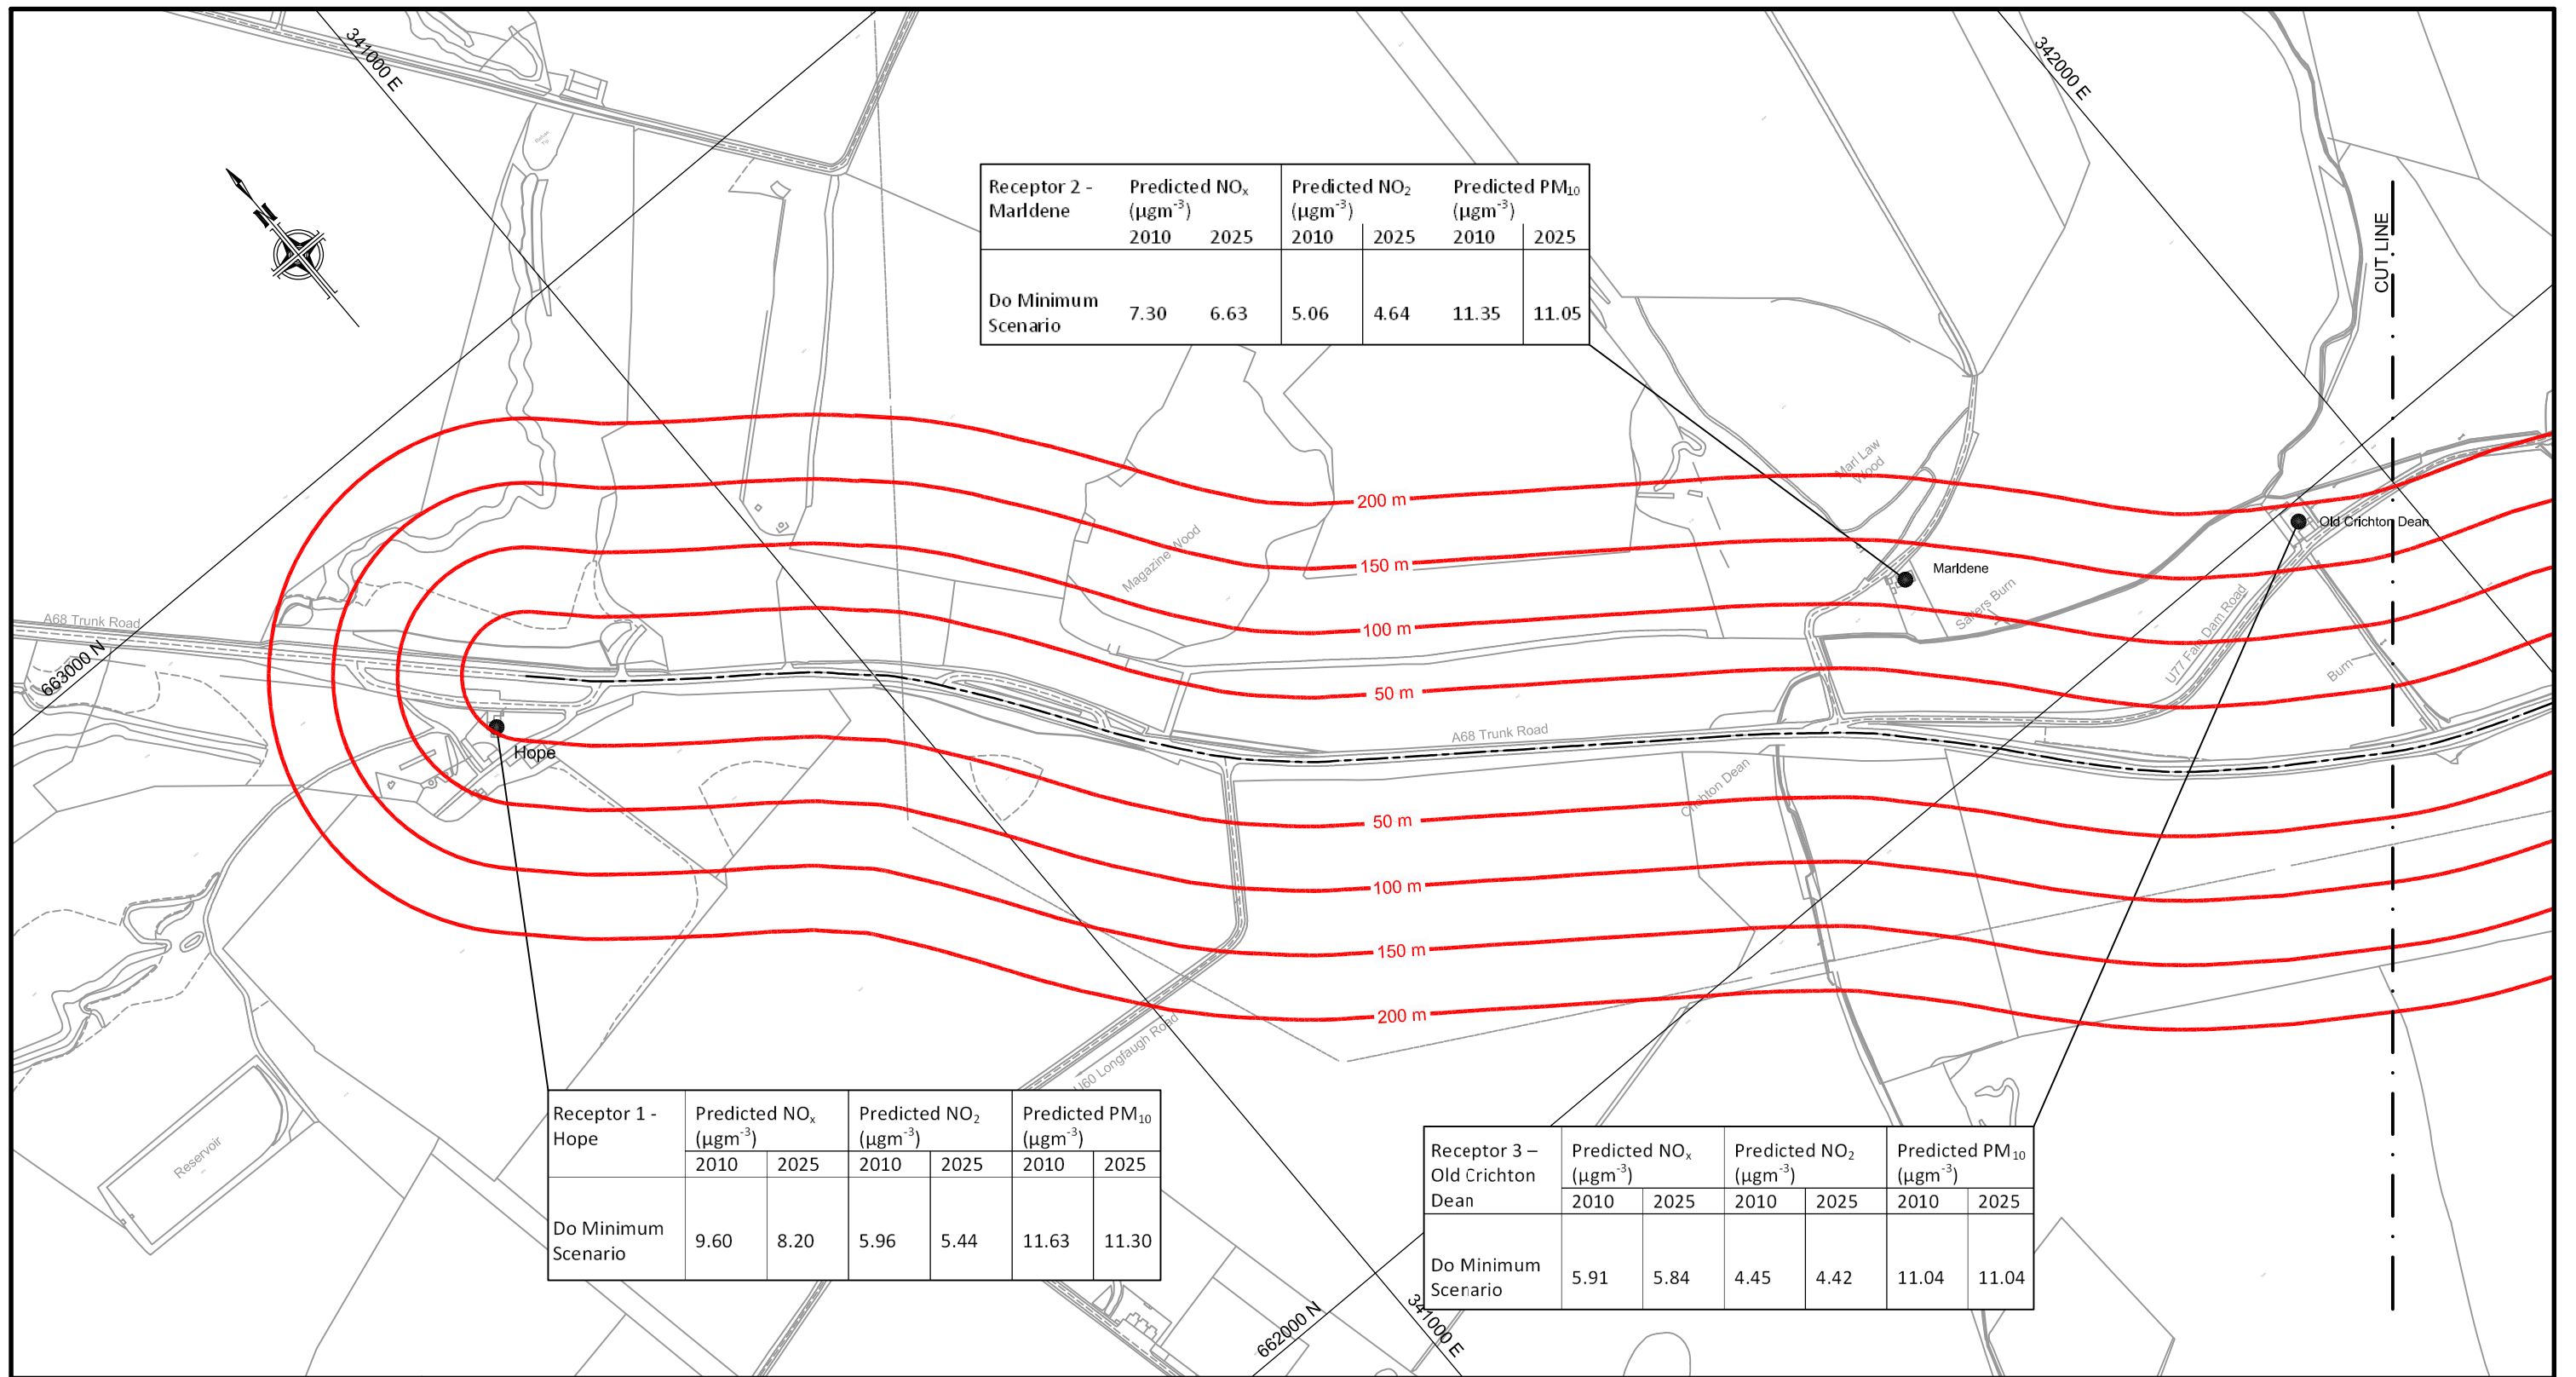 341000 E
342000 E
N
CUT LINE
Receptor 2 - Predicted NOₓ Predicted NO₂ Predicted PM₁₀
Marldene (µgm⁻³) (µgm⁻³) (µgm⁻³)
2010 2025 2010 2025 2010 2025
Do Minimum
Scenario 7.30 6.63 5.06 4.64 11.35 11.05
Marl Law
Wood
200 m
150 m
100 m
50 m
Magazine Wood
Old Crichton Dean
Marldene
Salters Burn
U77 Fala Dam Road
Burn
A68 Trunk Road
663000 N
Hope
A68 Trunk Road
Crichton Dean
50 m
100 m
150 m
200 m
U60 Longfaugh Road
Reservoir
Receptor 1 - Predicted NOₓ Predicted NO₂ Predicted PM₁₀
Hope (µgm⁻³) (µgm⁻³) (µgm⁻³)
2010 2025 2010 2025 2010 2025
Do Minimum
Scenario 9.60 8.20 5.96 5.44 11.63 11.30
Receptor 3 – Predicted NOₓ Predicted NO₂ Predicted PM₁₀
Old Crichton (µgm⁻³) (µgm⁻³) (µgm⁻³)
Dean 2010 2025 2010 2025 2010 2025
Do Minimum
Scenario 5.91 5.84 4.45 4.42 11.04 11.04
662000 N
341000 E